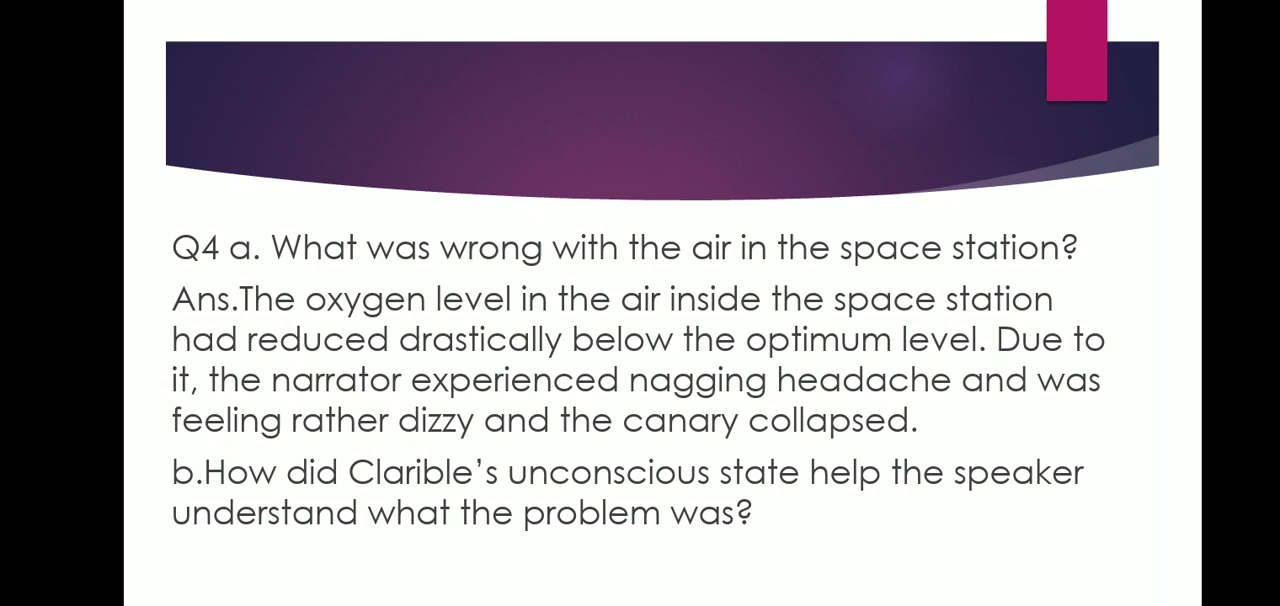 Q4 a. What was wrong with the air in the space station?
Ans.The oxygen level in the air inside the space station
had reduced drastically below the optimum level. Due to
it, the narrator experienced nagging headache and was
feeling rather dizzy and the canary collapsed.
b.How did Clarible’s unconscious state help the speaker
understand what the problem was?